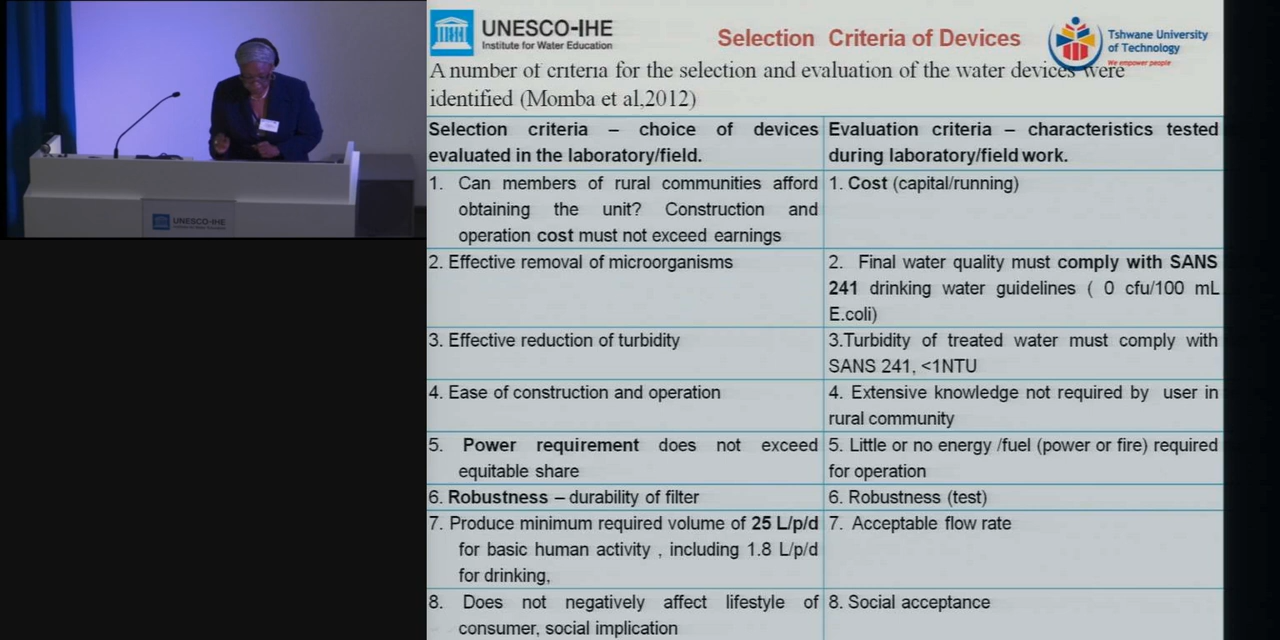 UNESCO-IHE
Institute for Water Education
Selection Criteria of Devices
Tshwane University
of Technology
We empower people
A number of criteria for the selection and evaluation of the water devices were
identified (Momba et al,2012)
Selection criteria – choice of devices
evaluated in the laboratory/field.
Evaluation criteria – characteristics tested
during laboratory/field work.
1. Can members of rural communities afford
obtaining the unit? Construction and
operation cost must not exceed earnings
1. Cost (capital/running)
2. Effective removal of microorganisms
2. Final water quality must comply with SANS
241 drinking water guidelines ( 0 cfu/100 mL
E.coli)
3. Effective reduction of turbidity
3.Turbidity of treated water must comply with
SANS 241, <1NTU
4. Ease of construction and operation
4. Extensive knowledge not required by user in
rural community
5. Power requirement does not exceed
equitable share
5. Little or no energy /fuel (power or fire) required
for operation
6. Robustness – durability of filter
6. Robustness (test)
7. Produce minimum required volume of 25 L/p/d
for basic human activity , including 1.8 L/p/d
for drinking,
7. Acceptable flow rate
8. Does not negatively affect lifestyle of
consumer, social implication
8. Social acceptance
UNESCO-IHE